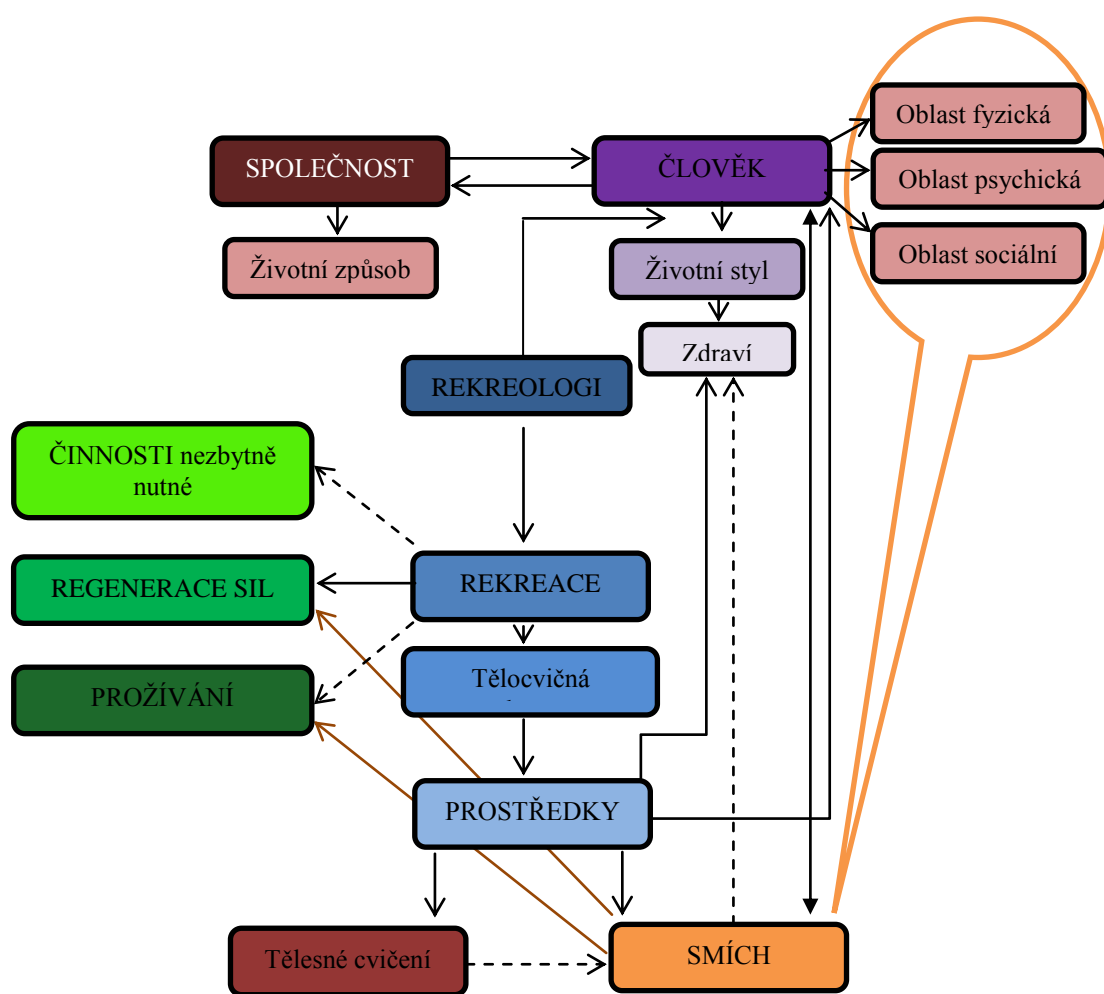 Oblast fyzická
SPOLEČNOST
ČLOVĚK
Oblast psychická
Životní způsob
Životní styl
Oblast sociální
Zdraví
REKREOLOGI
ČINNOSTI nezbytně
nutné
REGENERACE SIL
REKREACE
PROŽÍVÁNÍ
Tělocvičná
PROSTŘEDKY
Tělesné cvičení
SMÍCH